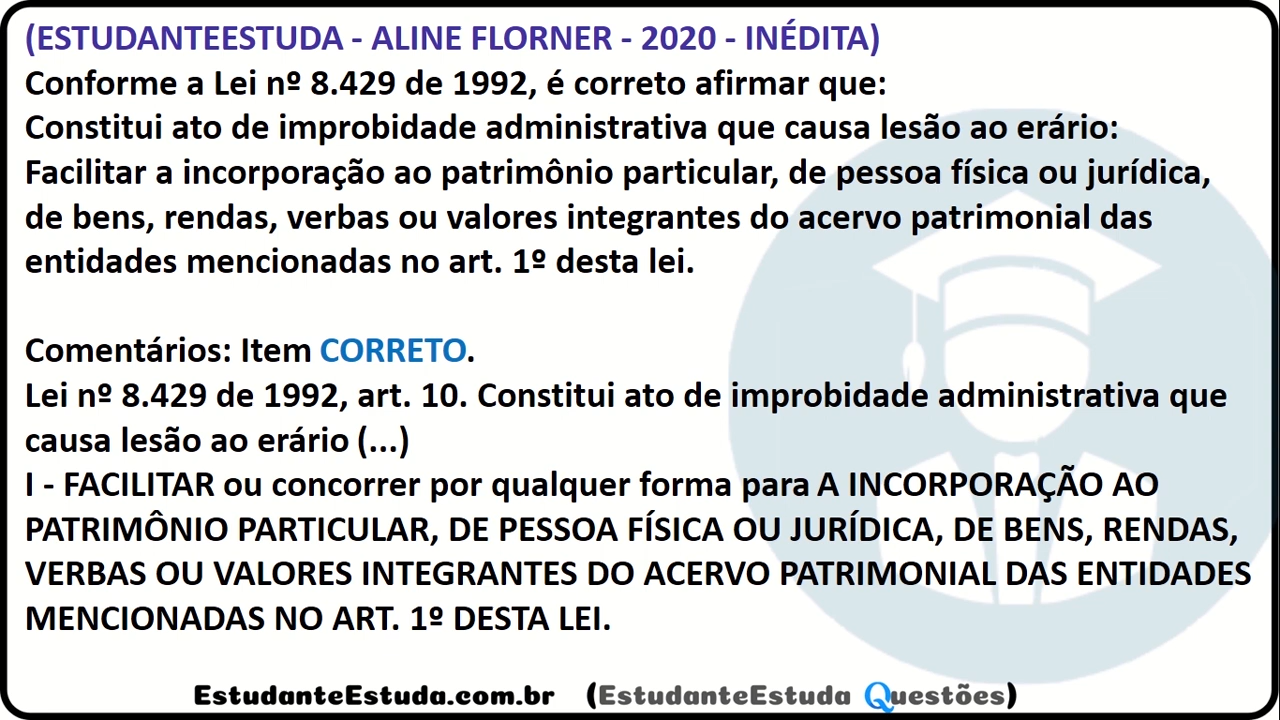 (ESTUDANTEESTUDA - ALINE FLORNER - 2020 - INÉDITA)
Conforme a Lei nº 8.429 de 1992, é correto afirmar que:
Constitui ato de improbidade administrativa que causa lesão ao erário:
Facilitar a incorporação ao patrimônio particular, de pessoa física ou jurídica,
de bens, rendas, verbas ou valores integrantes do acervo patrimonial das
entidades mencionadas no art. 1º desta lei.
Comentários: Item CORRETO.
Lei nº 8.429 de 1992, art. 10. Constitui ato de improbidade administrativa que
causa lesão ao erário (...)
I - FACILITAR ou concorrer por qualquer forma para A INCORPORAÇÃO AO
PATRIMÔNIO PARTICULAR, DE PESSOA FÍSICA OU JURÍDICA, DE BENS, RENDAS,
VERBAS OU VALORES INTEGRANTES DO ACERVO PATRIMONIAL DAS ENTIDADES
MENCIONADAS NO ART. 1º DESTA LEI.
EstudanteEstuda.com.br (EstudanteEstuda Questões)